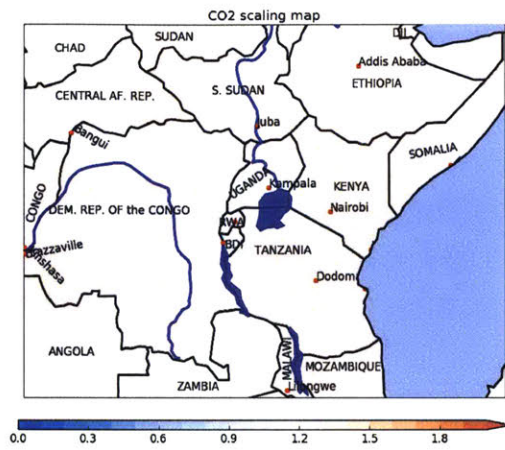 CO2 scaling map
SUDAN
DJI
CHAD
Addis Ababa
ETHIOPIA
CENTRAL AF. REP.
S. SUDAN
Juba
Bangui
SOMALIA
UGANDA
Kampala
KENYA
CONGO
DEM. REP. OF the CONGO
Nairobi
RWA
BDI
TANZANIA
Brazzaville
Kinshasa
Dodoma
ANGOLA
MALAWI
MOZAMBIQUE
ZAMBIA
Lilongwe
0.0 0.3 0.6 0.9 1.2 1.5 1.8